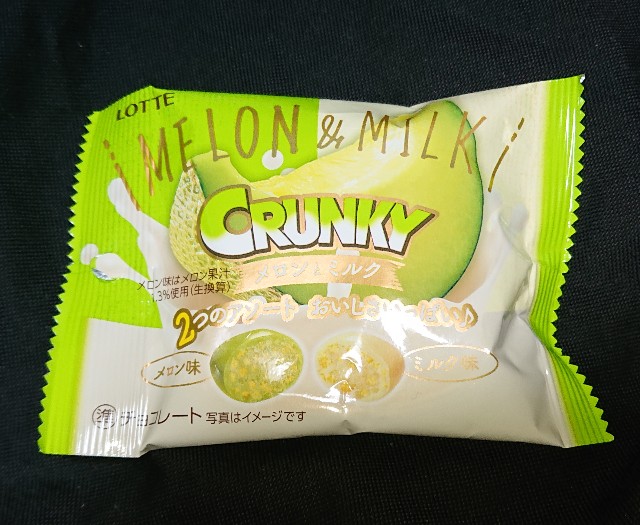 LOTTE
MELON & MILK
CRUNKY
メロン&ミルク
メロン味はメロン果汁
1.3%使用(生換算)
2つのアソート おいしさいっぱい♪
メロン味
ミルク味
準チョコレート 写真はイメージです